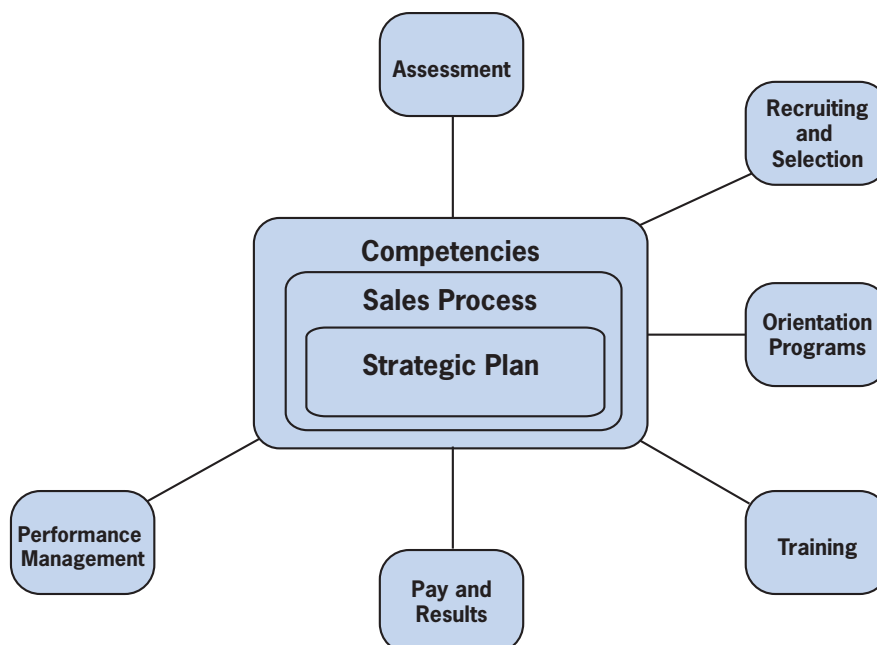 Assessment
Recruiting
and
Selection
Competencies
Sales Process
Strategic Plan
Orientation
Programs
Performance
Management
Pay and
Results
Training